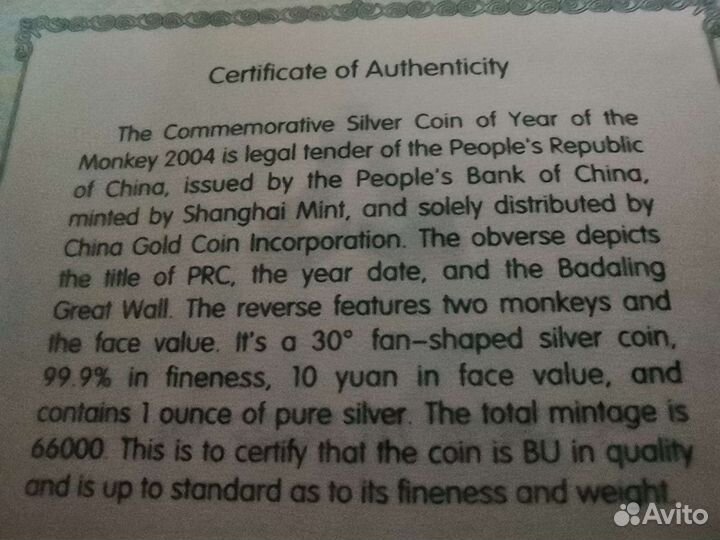 Certificate of Authenticity
The Commemorative Silver Coin of Year of the
Monkey 2004 is legal tender of the People's Republic
of China, issued by the People's Bank of China,
minted by Shanghai Mint, and solely distributed by
China Gold Coin Incorporation. The obverse depicts
the title of PRC, the year date, and the Badaling
Great Wall. The reverse features two monkeys and
the face value. It's a 30° fan-shaped silver coin,
99.9% in fineness, 10 yuan in face value, and
contains 1 ounce of pure silver. The total mintage is
66000. This is to certify that the coin is BU in quality
and is up to standard as to its fineness and weight.
Avito